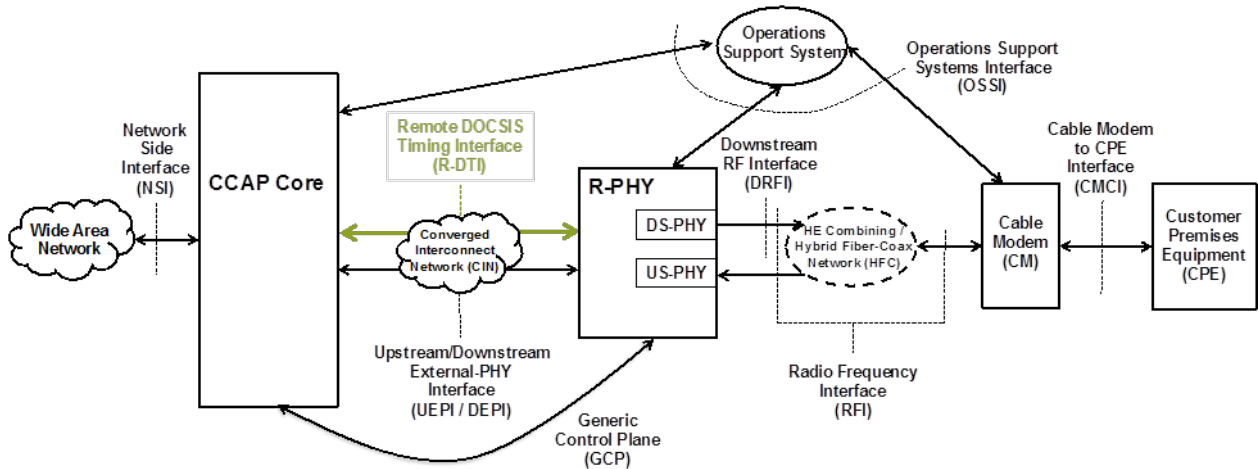 Operations
Support System
Operations Support
Systems Interface
(OSSI)
Network
Side
Interface
(NSI)
Remote DOCSIS
Timing Interface
(R-DTI)
Downstream
RF Interface
(DRFI)
Cable Modem
to CPE
Interface
(CMCI)
CCAP Core
R-PHY
Wide Area
Network
Converged
Interconnect
Network (CIN)
DS-PHY
US-PHY
HE Combining /
Hybrid Fiber-Coax
Network (HFC)
Cable
Modem
(CM)
Customer
Premises
Equipment
(CPE)
Upstream/Downstream
External-PHY
Interface
(UEPI / DEPI)
Radio Frequency
Interface
(RFI)
Generic
Control Plane
(GCP)